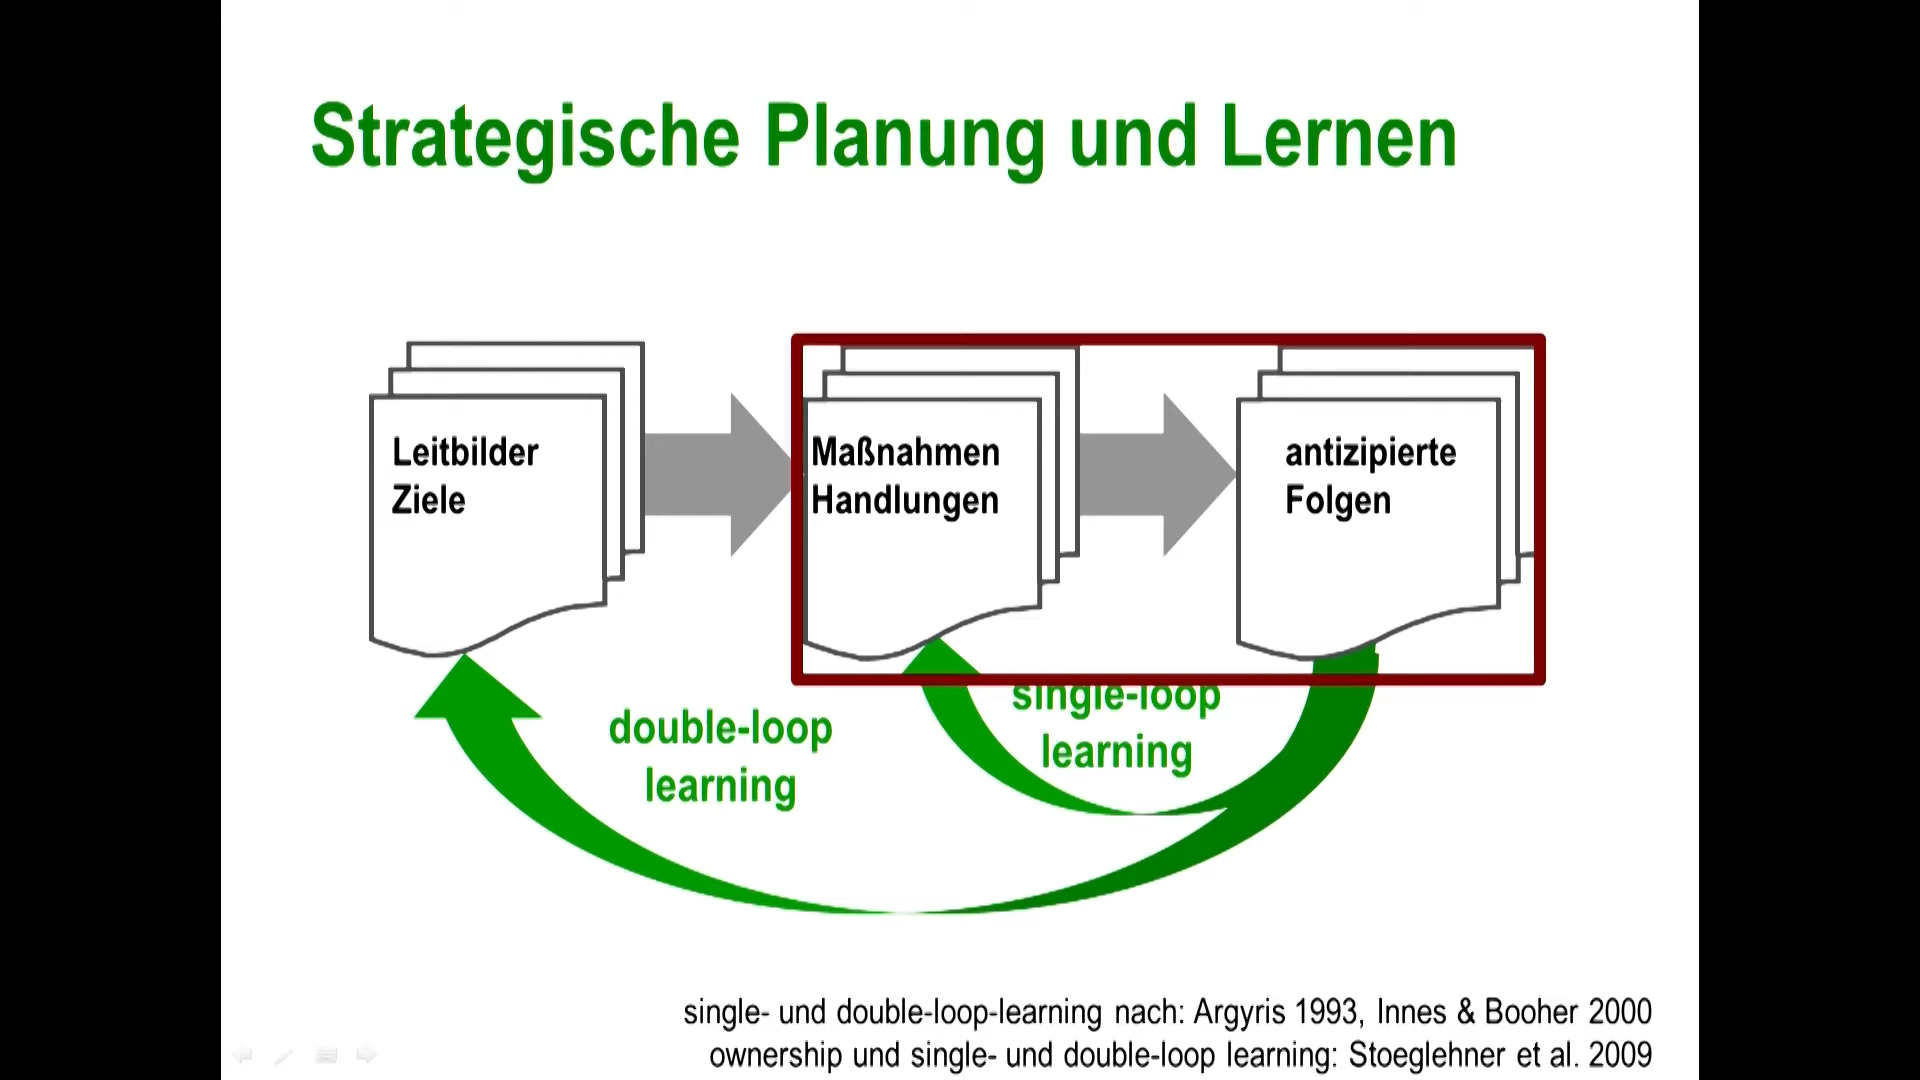 Strategische Planung und Lernen
Leitbilder
Ziele
Maßnahmen
Handlungen
antizipierte
Folgen
double-loop
learning
single-loop
learning
single- und double-loop-learning nach: Argyris 1993, Innes & Booher 2000
ownership und single- und double-loop learning: Stoeglehner et al. 2009